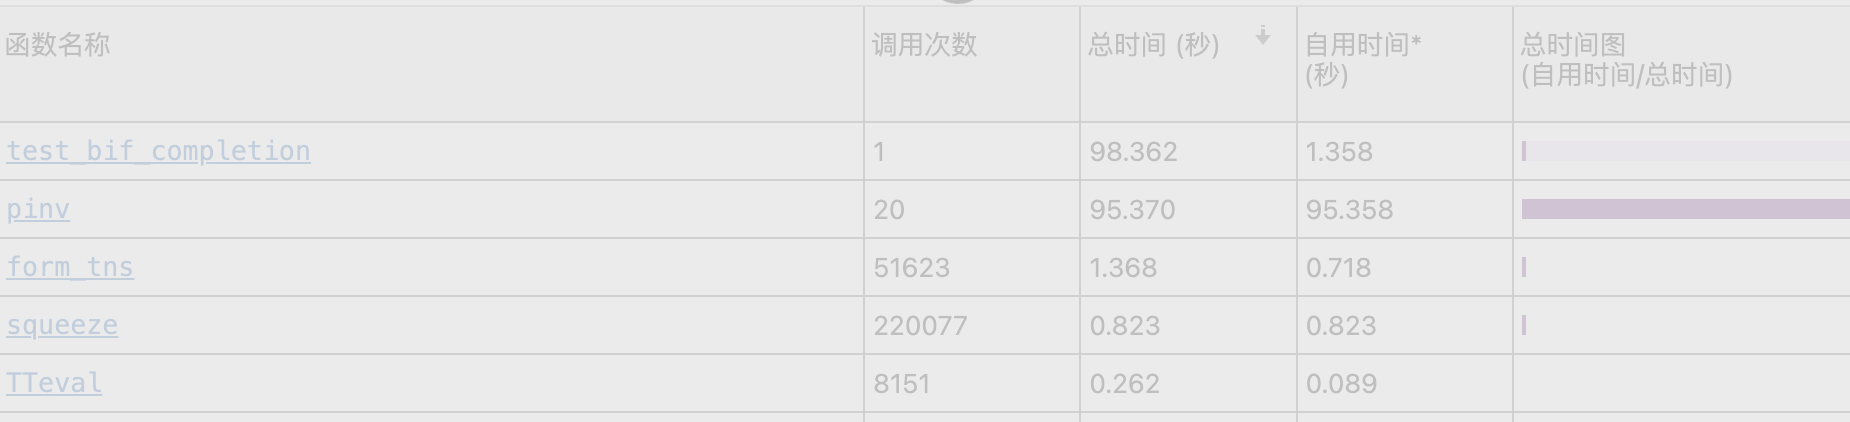 函数名称 调用次数 总时间 (秒) 自用时间* 总时间图
(秒) (自用时间/总时间)
test_bif_completion 1 98.362 1.358
pinv 20 95.370 95.358
form_tns 51623 1.368 0.718
squeeze 220077 0.823 0.823
TTeval 8151 0.262 0.089